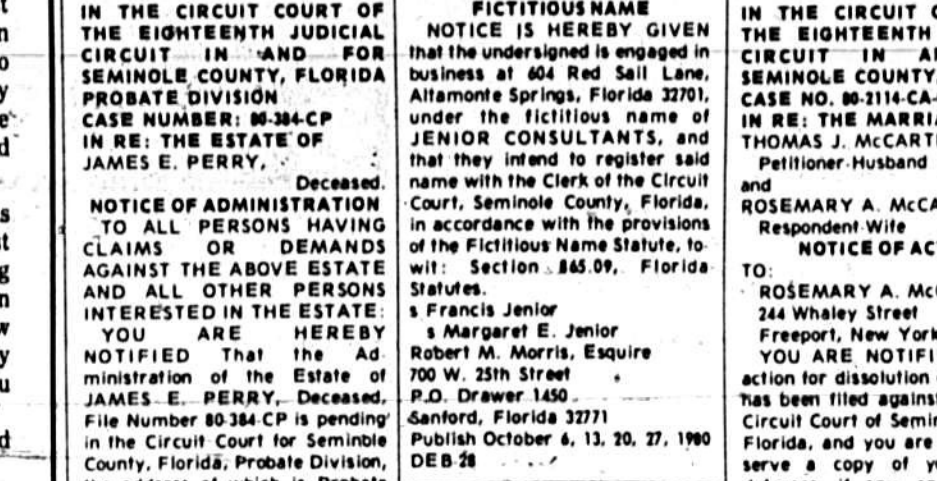 IN THE CIRCUIT COURT OF
THE EIGHTEENTH JUDICIAL
CIRCUIT IN AND FOR
SEMINOLE COUNTY, FLORIDA
PROBATE DIVISION
CASE NUMBER: 80-384-CP
IN RE: THE ESTATE OF
JAMES E. PERRY,
Deceased.
NOTICE OF ADMINISTRATION
TO ALL PERSONS HAVING
CLAIMS OR DEMANDS
AGAINST THE ABOVE ESTATE
AND ALL OTHER PERSONS
INTERESTED IN THE ESTATE:
YOU ARE HEREBY
NOTIFIED That the Ad-
ministration of the Estate of
JAMES E. PERRY, Deceased,
File Number 80-384-CP is pending
in the Circuit Court for Seminole
County, Florida, Probate Division,
the address of which is Probate
FICTITIOUS NAME
NOTICE IS HEREBY GIVEN
that the undersigned is engaged in
business at 604 Red Sail Lane,
Altamonte Springs, Florida 32701,
under the fictitious name of
JENIOR CONSULTANTS, and
that they intend to register said
name with the Clerk of the Circuit
Court, Seminole County, Florida,
in accordance with the provisions
of the Fictitious Name Statute, to-
wit: Section 865.09, Florida
Statutes.
s Francis Jenior
s Margaret E. Jenior
Robert M. Morris, Esquire
700 W. 25th Street
P.O. Drawer 1450
Sanford, Florida 32771
Publish October 6, 13, 20, 27, 1980
DEB-28
IN THE CIRCUIT
THE EIGHTEENTH
CIRCUIT IN
SEMINOLE COUNTY,
CASE NO. 80-2114-CA-
IN RE: THE MARRIA
THOMAS J. McCART
Petitioner-Husband
and
ROSEMARY A. McCA
Respondent-Wife
NOTICE OF AC
TO:
ROSEMARY A. Mc
244 Whaley Street
Freeport, New York
YOU ARE NOTIFI
action for dissolution
has been filed against
Circuit Court of Semin
Florida, and you are
serve a copy of y